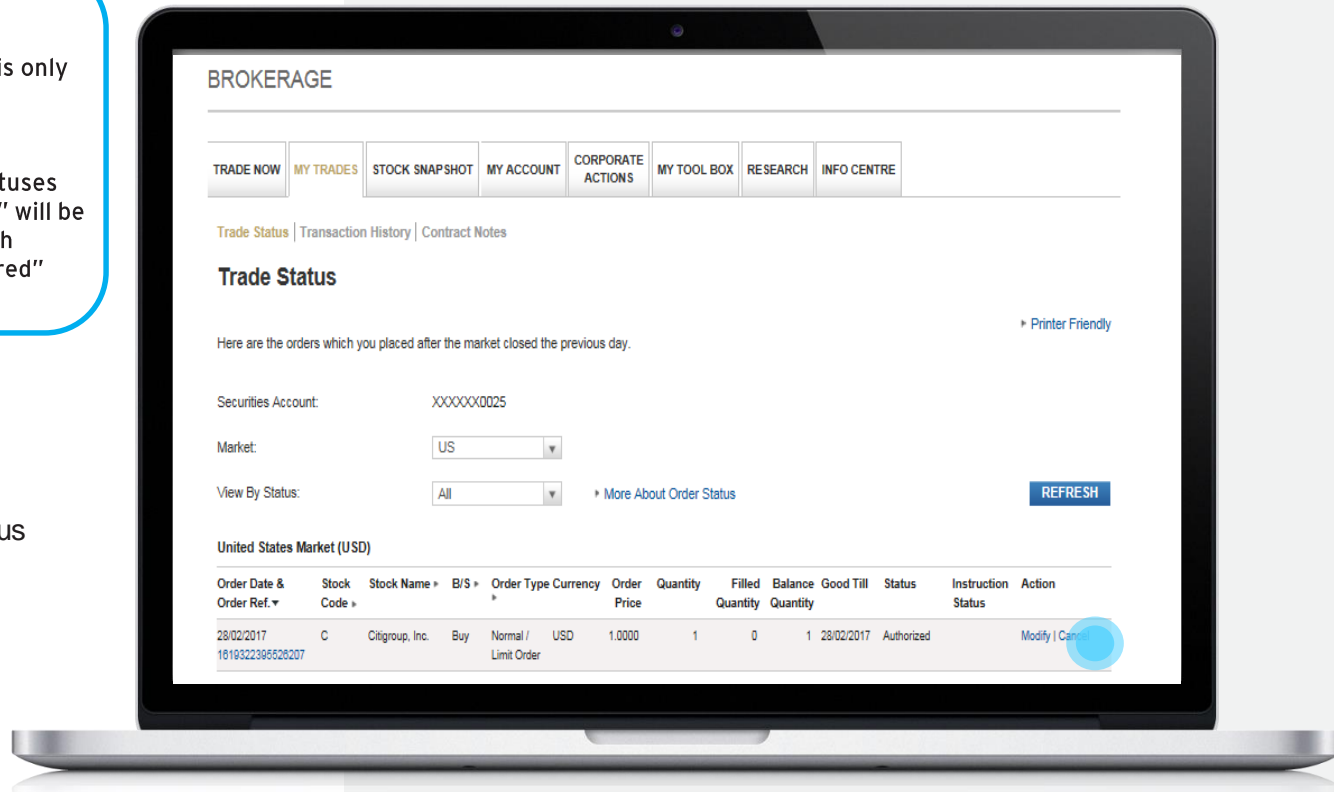 is only
tuses
" will be
h
red"
us
BROKERAGE
TRADE NOW MY TRADES STOCK SNAPSHOT MY ACCOUNT CORPORATE ACTIONS MY TOOL BOX RESEARCH INFO CENTRE
Trade Status | Transaction History | Contract Notes
Trade Status
Printer Friendly
Here are the orders which you placed after the market closed the previous day.
Securities Account: XXXXXX0025
Market: US
View By Status: All More About Order Status REFRESH
United States Market (USD)
Order Date & Stock Stock Name B/S Order Type Currency Order Quantity Filled Balance Good Till Status Instruction Action
Order Ref. Code Price Quantity Quantity Status
28/02/2017 C Citigroup, Inc. Buy Normal / USD 1.0000 1 0 1 28/02/2017 Authorized Modify | Cancel
1619322395526207 Limit Order